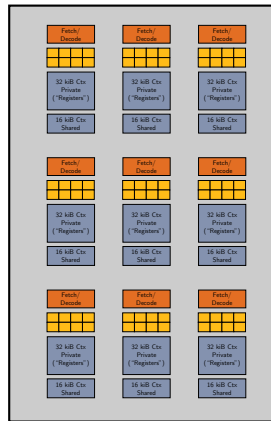 Fetch/ Fetch/ Fetch/
Decode Decode Decode
32 kiB Ctx 32 kiB Ctx 32 kiB Ctx
Private Private Private
("Registers") ("Registers") ("Registers")
16 kiB Ctx 16 kiB Ctx 16 kiB Ctx
Shared Shared Shared
Fetch/ Fetch/ Fetch/
Decode Decode Decode
32 kiB Ctx 32 kiB Ctx 32 kiB Ctx
Private Private Private
("Registers") ("Registers") ("Registers")
16 kiB Ctx 16 kiB Ctx 16 kiB Ctx
Shared Shared Shared
Fetch/ Fetch/ Fetch/
Decode Decode Decode
32 kiB Ctx 32 kiB Ctx 32 kiB Ctx
Private Private Private
("Registers") ("Registers") ("Registers")
16 kiB Ctx 16 kiB Ctx 16 kiB Ctx
Shared Shared Shared